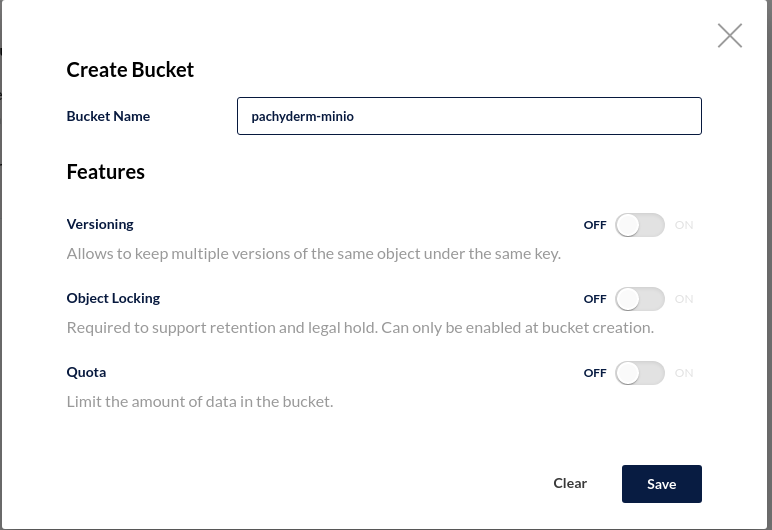 Create Bucket
Bucket Name
pachyderm-minio
Features
Versioning OFF ON
Allows to keep multiple versions of the same object under the same key.
Object Locking OFF ON
Required to support retention and legal hold. Can only be enabled at bucket creation.
Quota OFF ON
Limit the amount of data in the bucket.
Clear Save